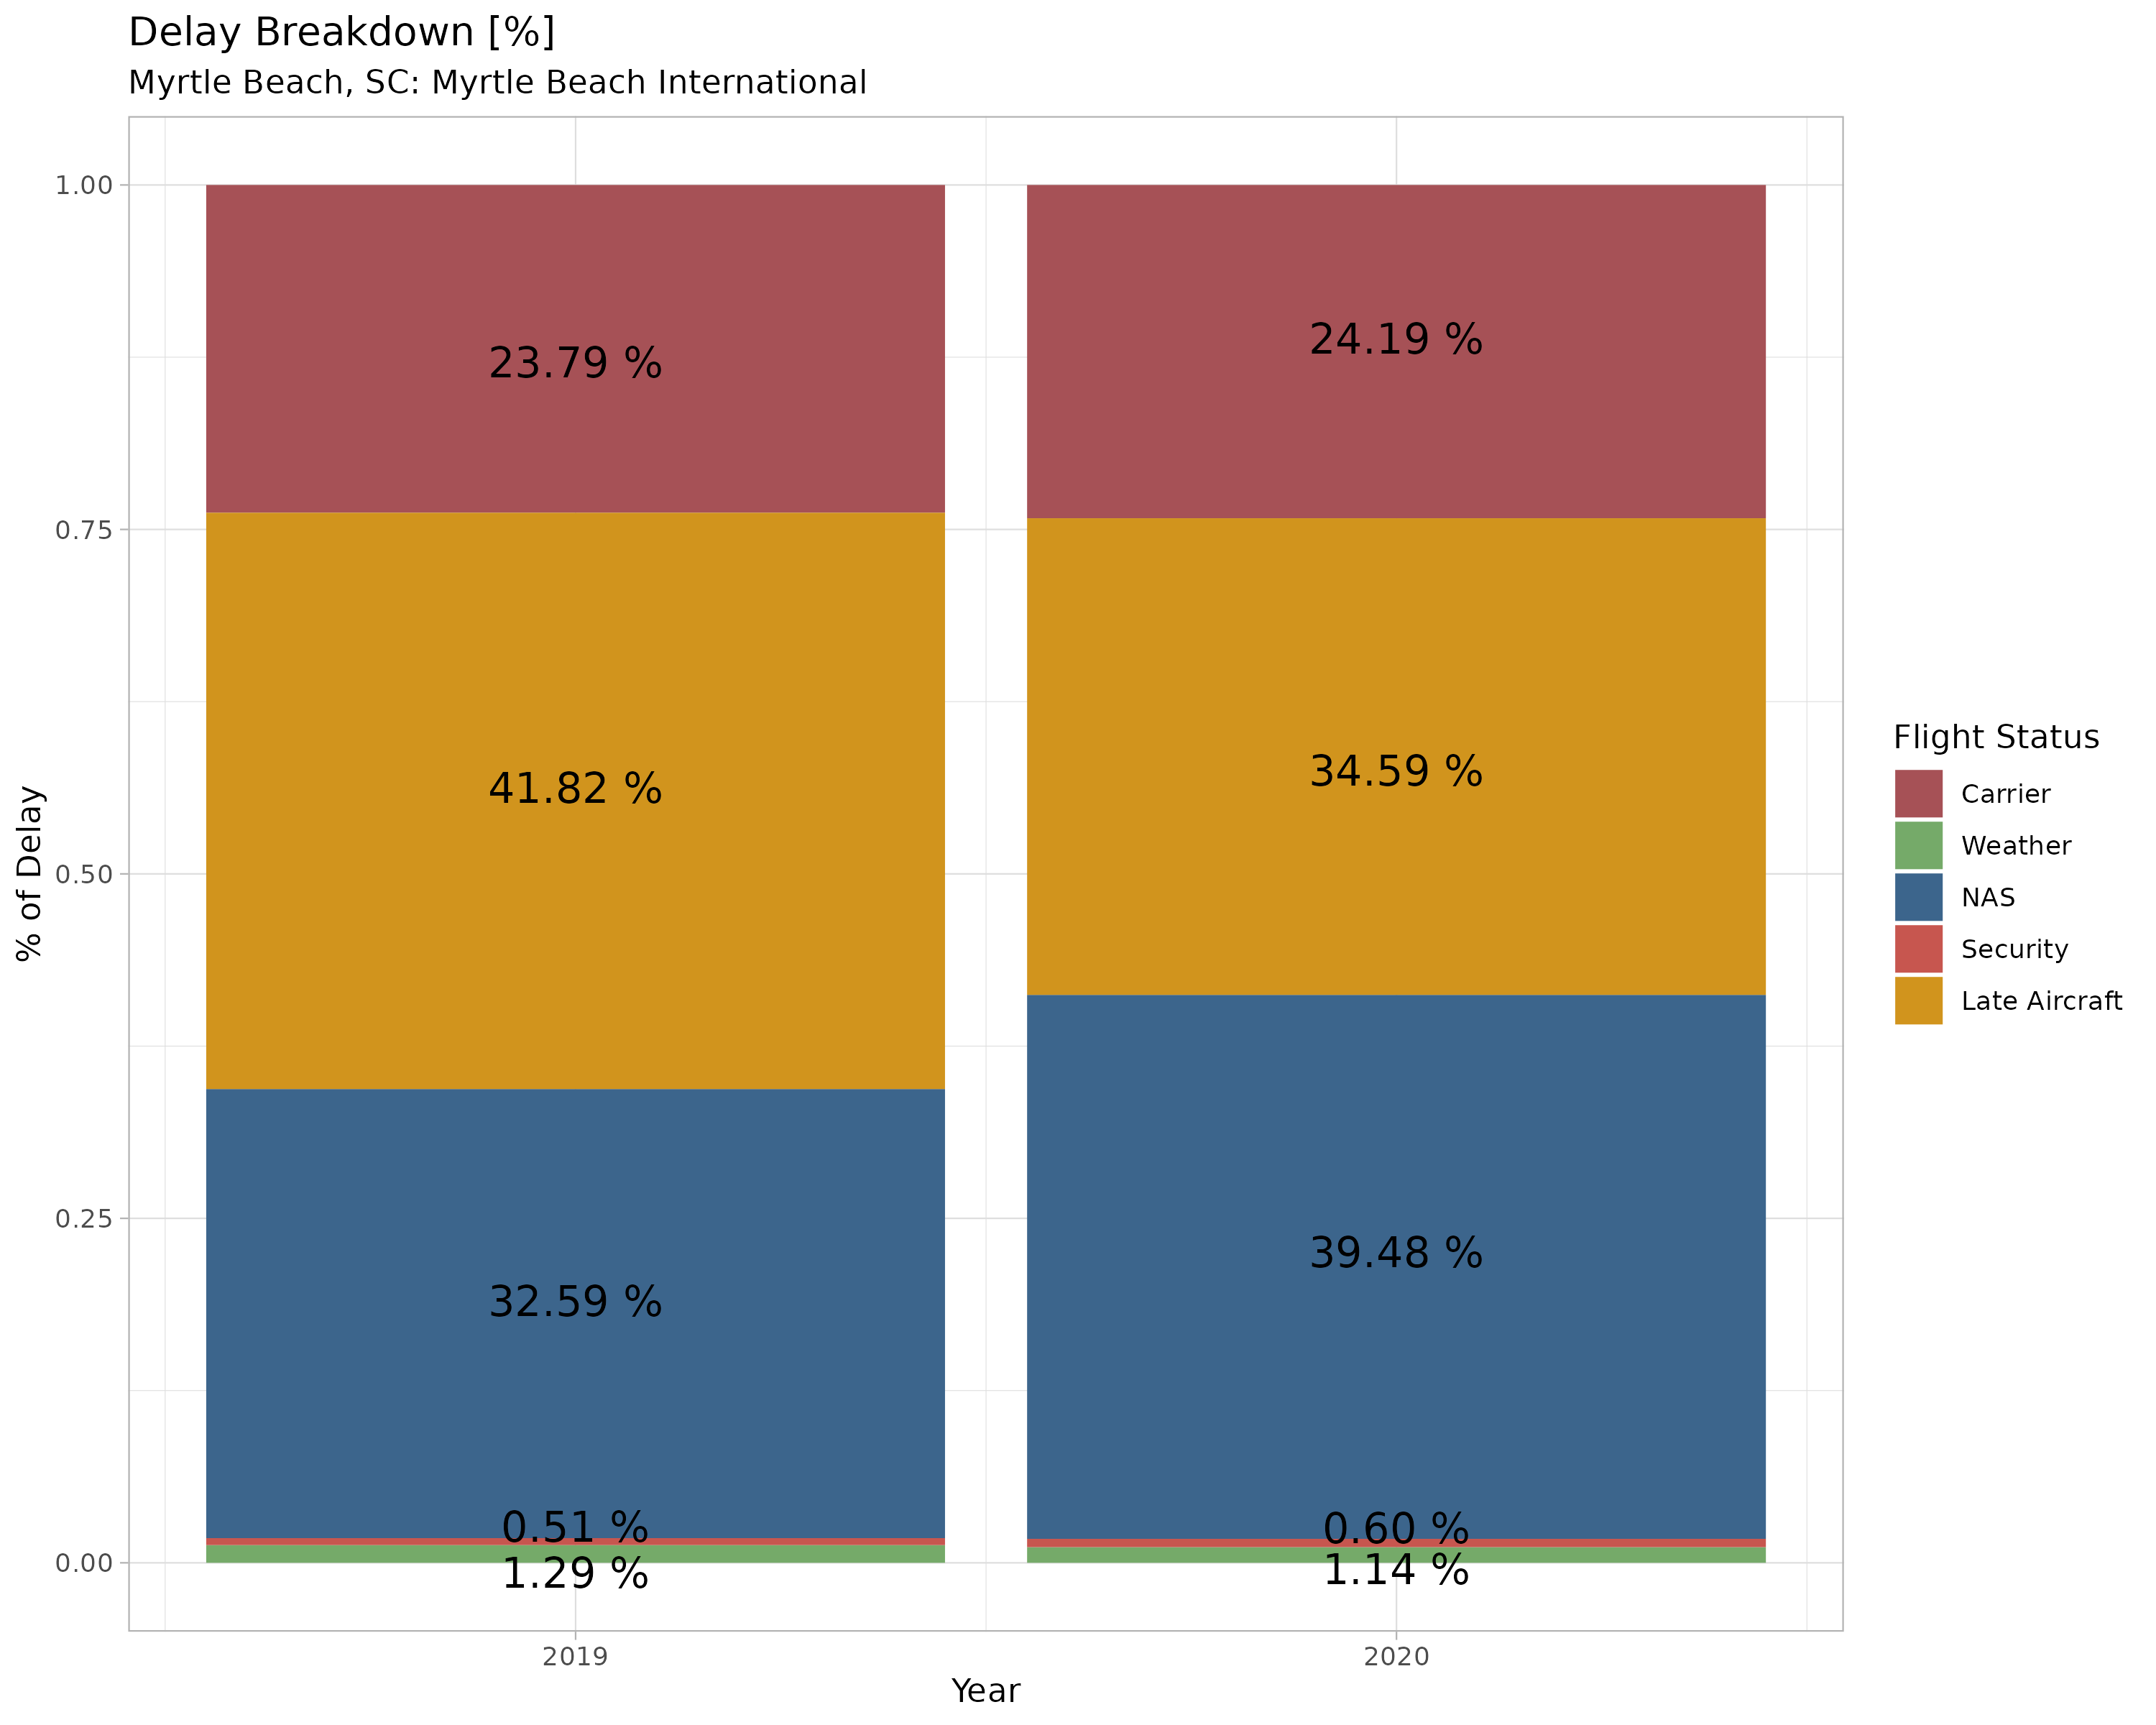 Delay Breakdown [%]
Myrtle Beach, SC: Myrtle Beach International
% of Delay
1.00
0.75
0.50
0.25
0.00
23.79 %
41.82 %
32.59 %
0.51 %
1.29 %
24.19 %
34.59 %
39.48 %
0.60 %
1.14 %
2019
2020
Year
Flight Status
Carrier
Weather
NAS
Security
Late Aircraft